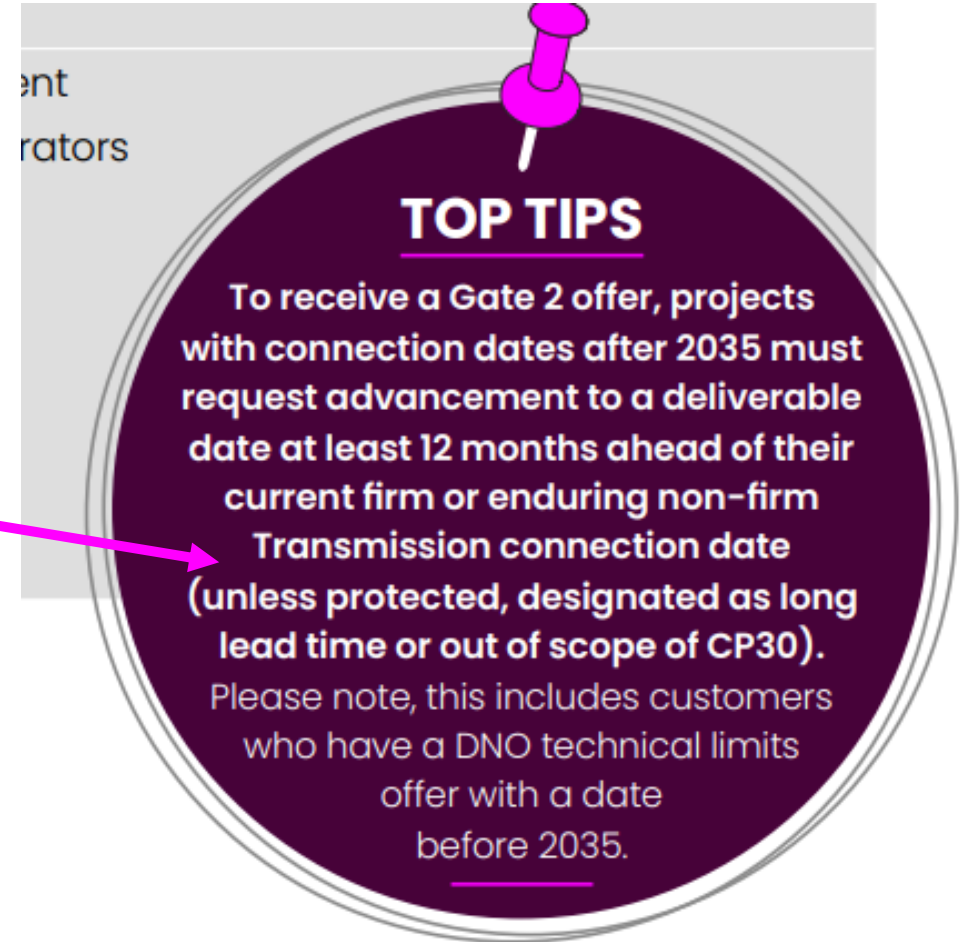 ent
rators
TOP TIPS
To receive a Gate 2 offer, projects
with connection dates after 2035 must
request advancement to a deliverable
date at least 12 months ahead of their
current firm or enduring non-firm
Transmission connection date
(unless protected, designated as long
lead time or out of scope of CP30).
Please note, this includes customers
who have a DNO technical limits
offer with a date
before 2035.